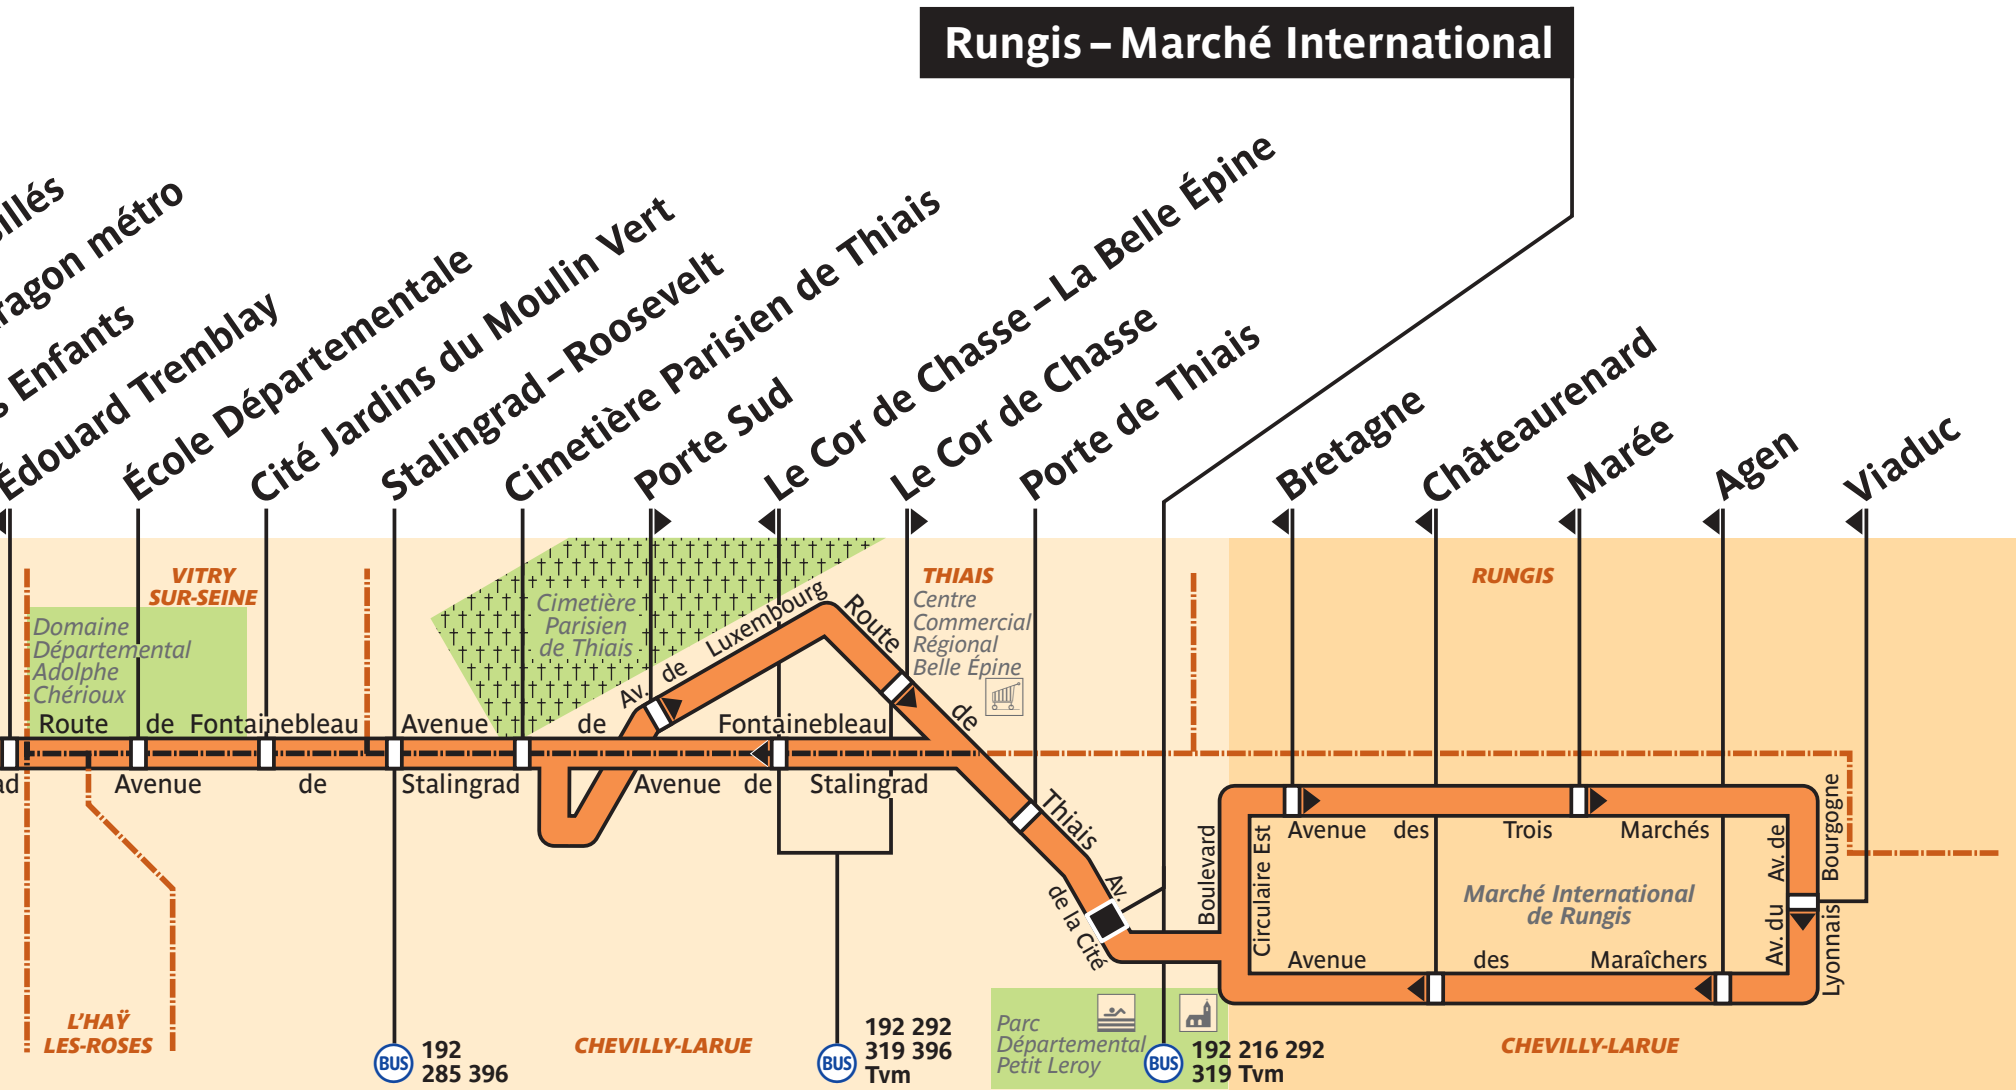 Rungis – Marché International
Enfants
Édouard Tremblay
École Départementale
Cité Jardins du Moulin Vert
Stalingrad – Roosevelt
Cimetière Parisien de Thiais
Porte Sud
Le Cor de Chasse – La Belle Épine
Le Cor de Chasse
Porte de Thiais
Bretagne
Châteaurenard
Marée
Agen
Viaduc
métro
VITRY
SUR-SEINE
THIAIS
RUNGIS
Domaine
Départemental
Adolphe
Chérioux
Cimetière
Parisien
de Thiais
Centre
Commercial
Régional
Belle Épine
Av. de Luxembourg
Route de Thiais
Route de Fontainebleau
Avenue de Fontainebleau
Avenue de Stalingrad
Avenue de Stalingrad
Av. de la Cité
Boulevard
Circulaire Est
Avenue des Trois Marchés
Av. de Bourgogne
Marché International
de Rungis
Av. du Lyonnais
Avenue des Maraîchers
L'HAŸ
LES-ROSES
CHEVILLY-LARUE
CHEVILLY-LARUE
Parc
Départemental
Petit Leroy
BUS
192
285 396
BUS
192 292
319 396
Tvm
BUS
192 216 292
319 Tvm